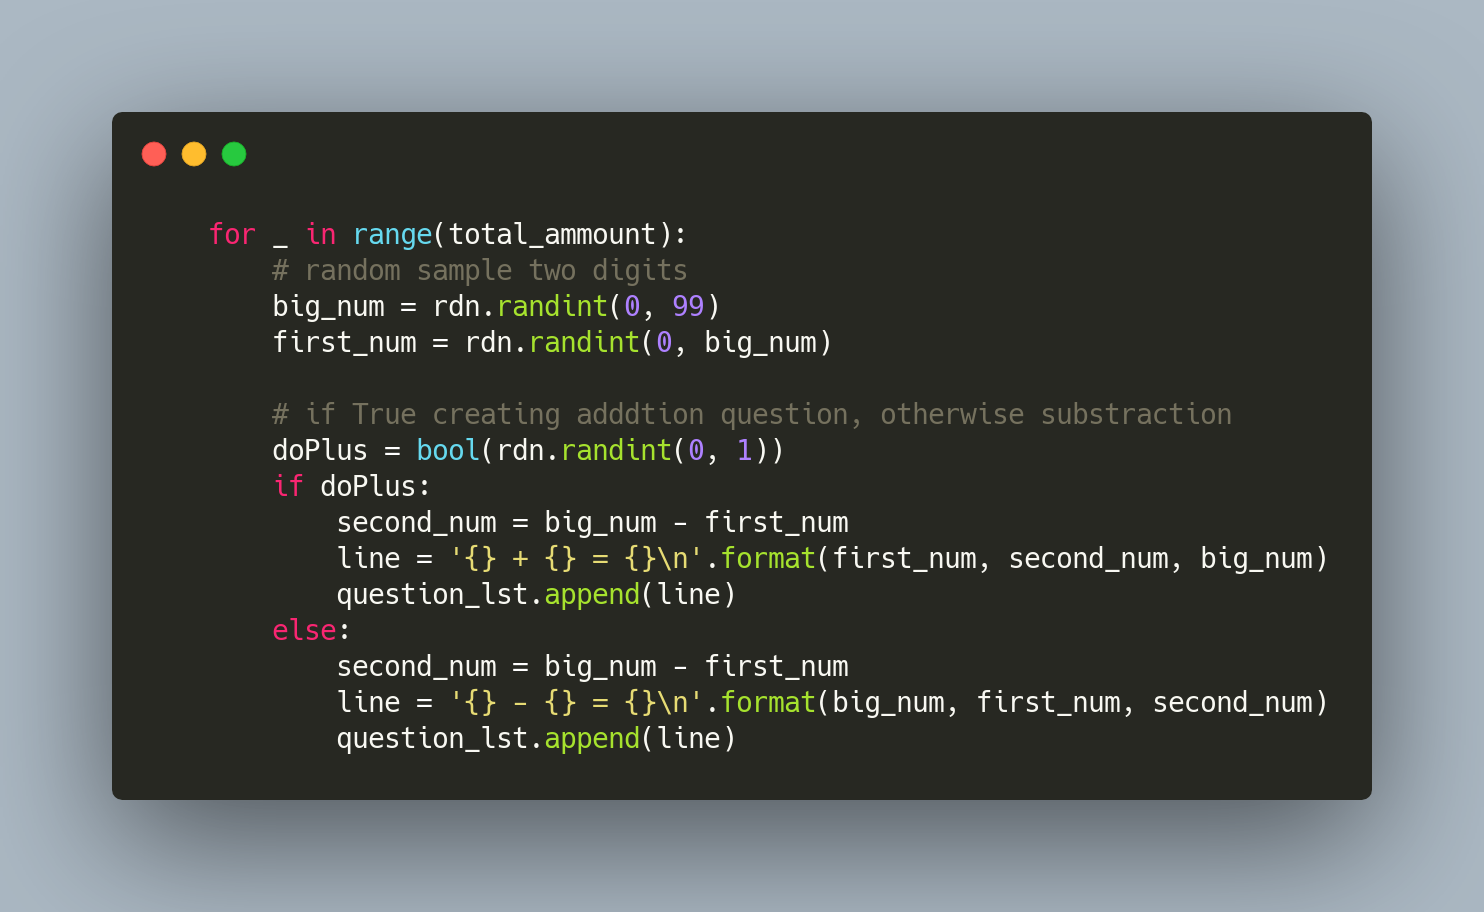 for _ in range(total_ammount):
    # random sample two digits
    big_num = rdn.randint(0, 99)
    first_num = rdn.randint(0, big_num)

    # if True creating adddtion question, otherwise substraction
    doPlus = bool(rdn.randint(0, 1))
    if doPlus:
        second_num = big_num - first_num
        line = '{} + {} = {}\n'.format(first_num, second_num, big_num)
        question_lst.append(line)
    else:
        second_num = big_num - first_num
        line = '{} - {} = {}\n'.format(big_num, first_num, second_num)
        question_lst.append(line)